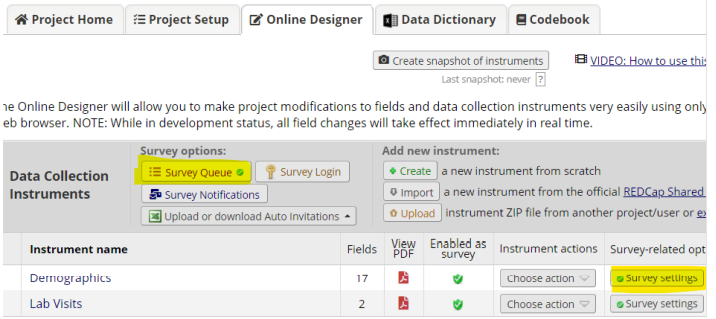 Project Home Project Setup Online Designer Data Dictionary Codebook
Create snapshot of instruments VIDEO: How to use this
Last snapshot: never ?
he Online Designer will allow you to make project modifications to fields and data collection instruments very easily using only
eb browser. NOTE: While in development status, all field changes will take effect immediately in real time.
Data Collection Instruments
Survey options:
Survey Queue Survey Login
Survey Notifications
Upload or download Auto Invitations
Add new instrument:
Create a new instrument from scratch
Import a new instrument from the official REDCap Shared
Upload instrument ZIP file from another project/user or ex
Instrument name Fields View PDF Enabled as survey Instrument actions Survey-related opt
Demographics 17 Choose action Survey settings
Lab Visits 2 Choose action Survey settings